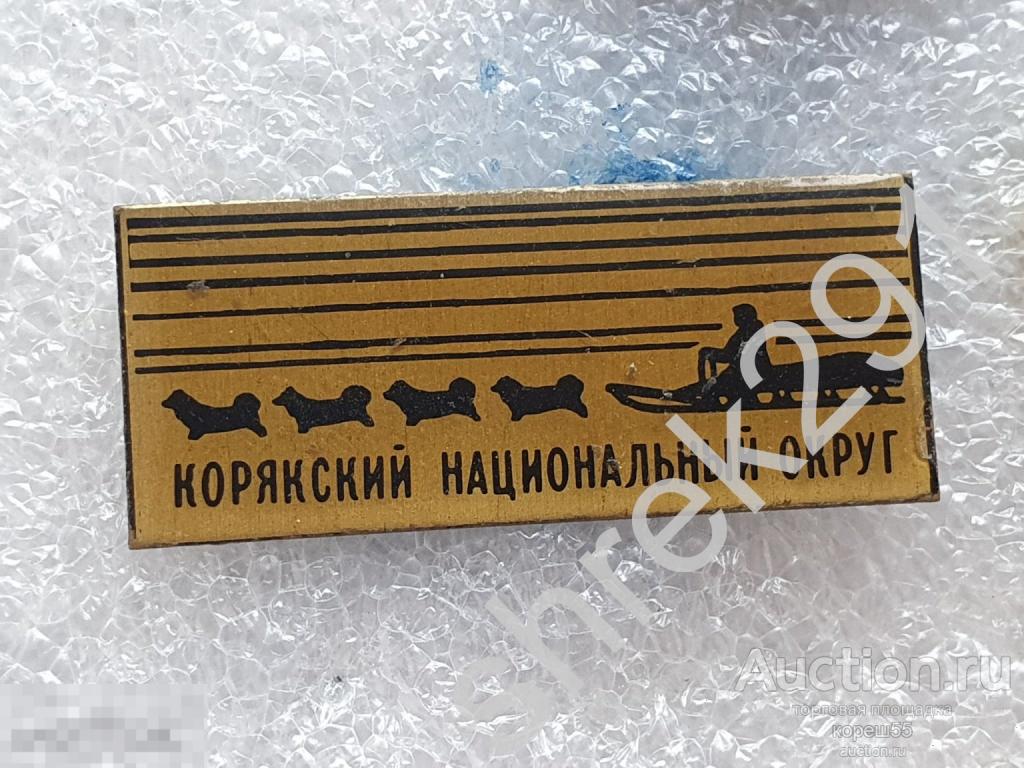 КОРЯКСКИЙ НАЦИОНАЛЬНЫЙ ОКРУГ
shrek291
Auction.ru
торговая площадка
кореш55
auction.ru